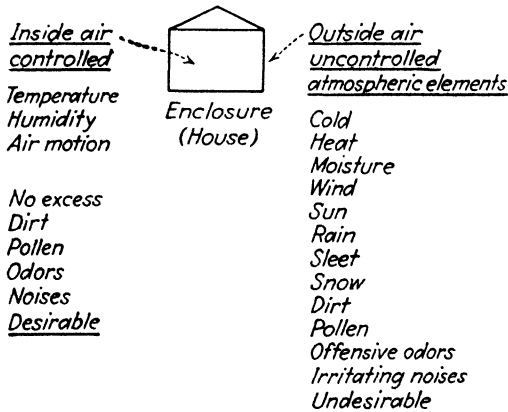 Inside air
controlled
Temperature
Humidity
Air motion
No excess
Dirt
Pollen
Odors
Noises
Desirable
Enclosure
(House)
Outside air
uncontrolled
atmospheric elements
Cold
Heat
Moisture
Wind
Sun
Rain
Sleet
Snow
Dirt
Pollen
Offensive odors
Irritating noises
Undesirable